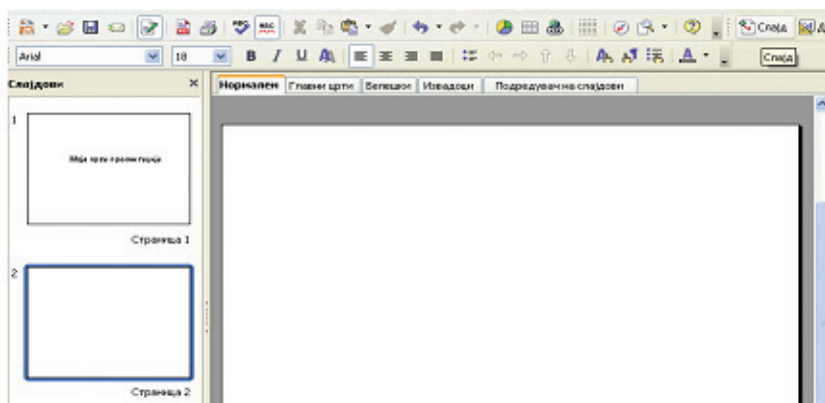 Слајд
Arial 18
Слајд
Слајдови
Нормален Главни црти Белешки Извадоци Подредувач на слајдови
1
Моја прва презентација
Страница 1
2
Страница 2